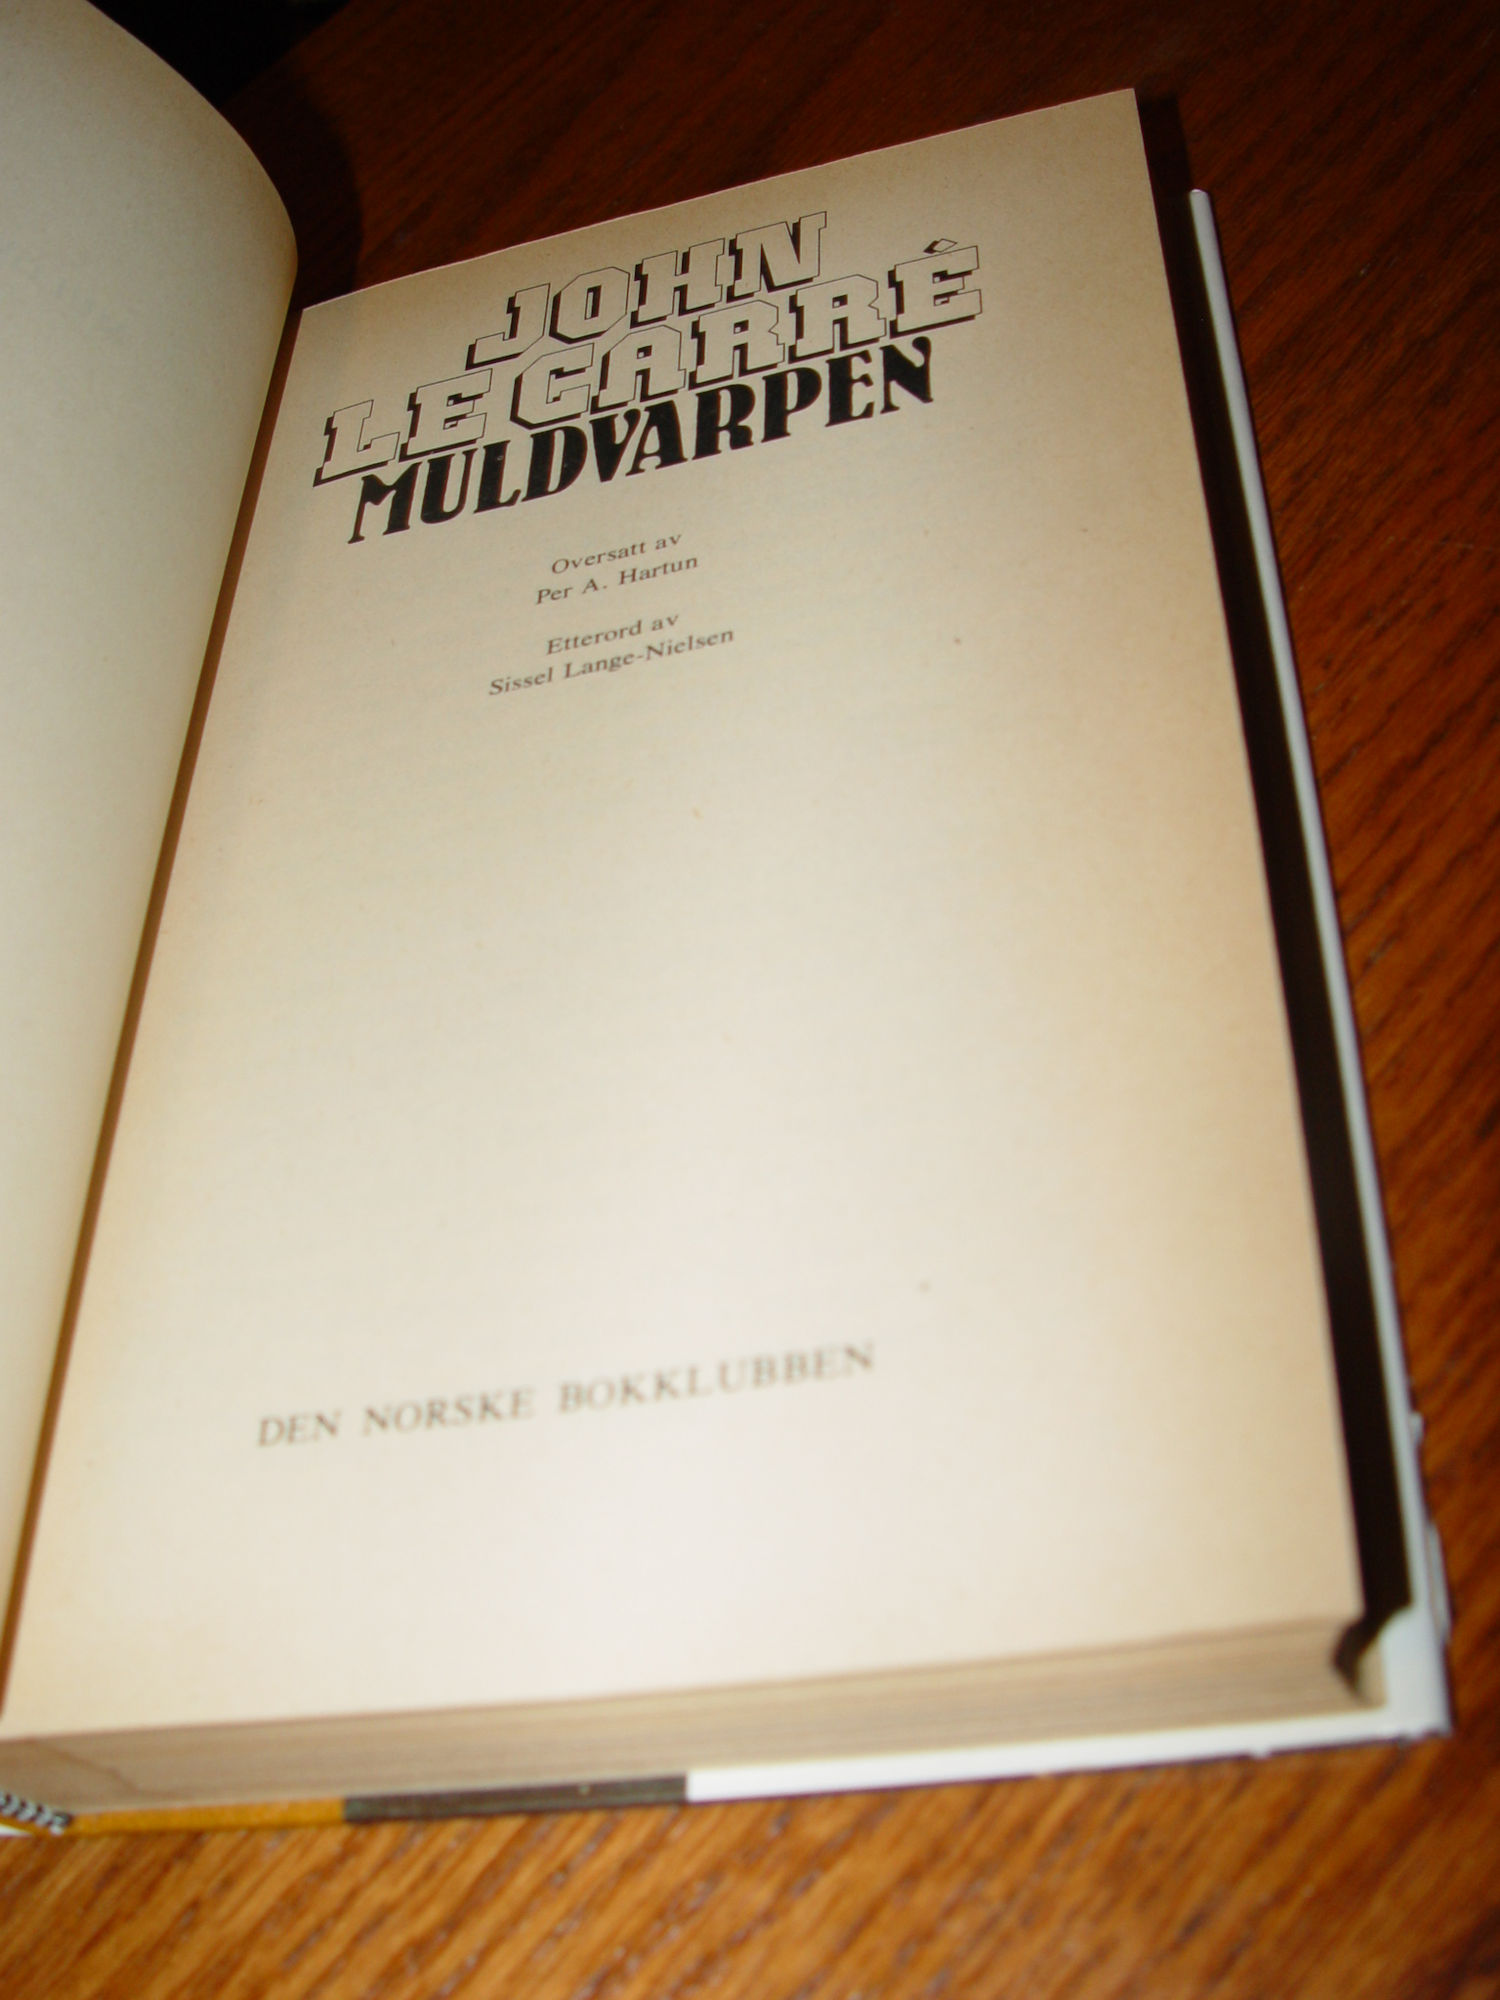 JOHN
LE CARRÉ
MULDVARPEN
Oversatt av
Per A. Hartun
Etterord av
Sissel Lange-Nielsen
DEN NORSKE BOKKLUBBEN